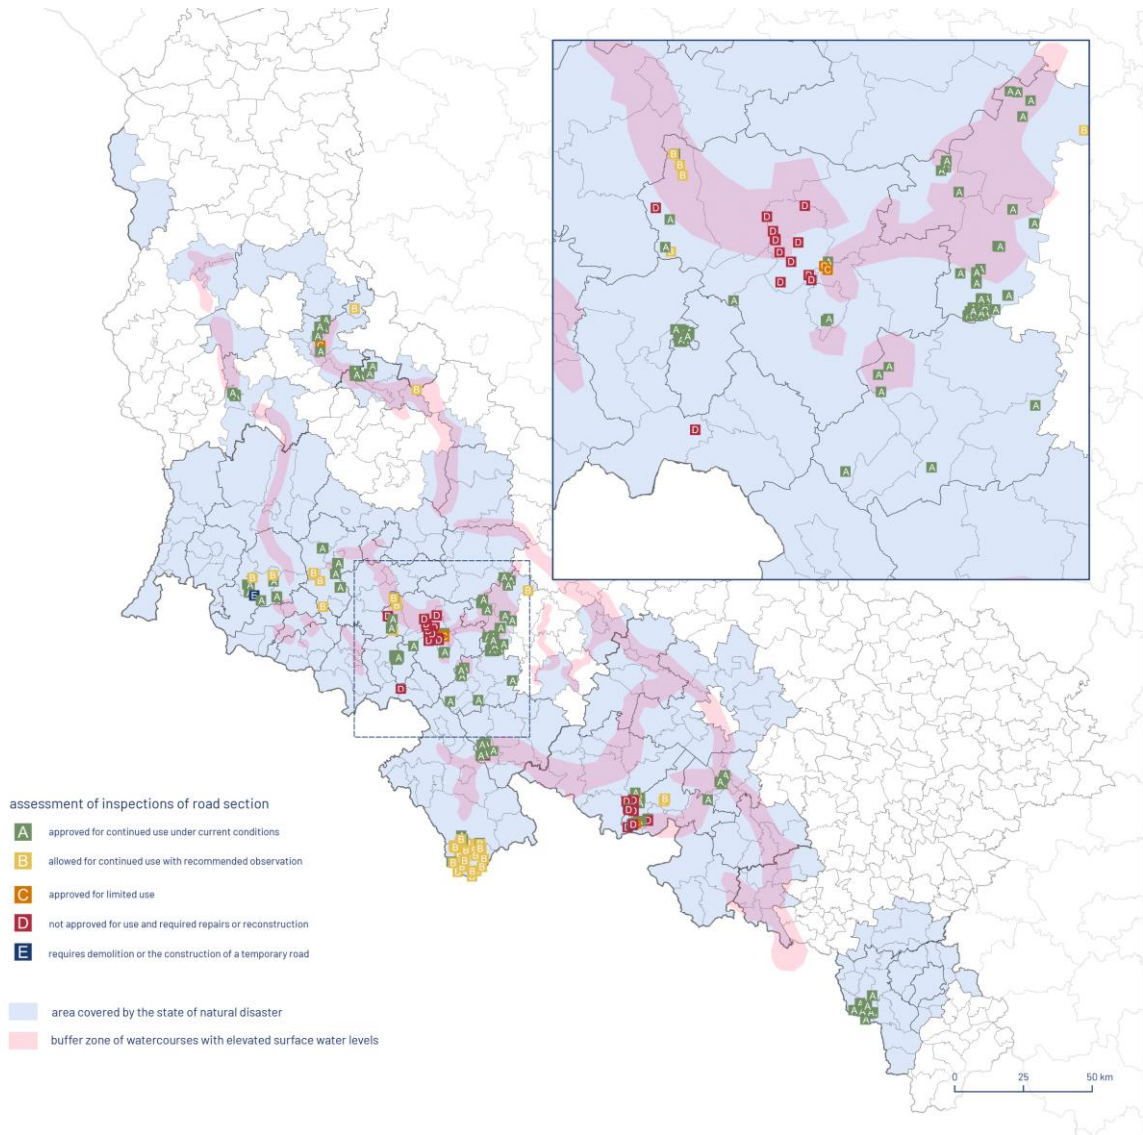 assessment of inspections of road section
A approved for continued use under current conditions
B allowed for continued use with recommended observation
C approved for limited use
D not approved for use and required repairs or reconstruction
E requires demolition or the construction of a temporary road
area covered by the state of natural disaster
buffer zone of watercourses with elevated surface water levels
0 25 50 km